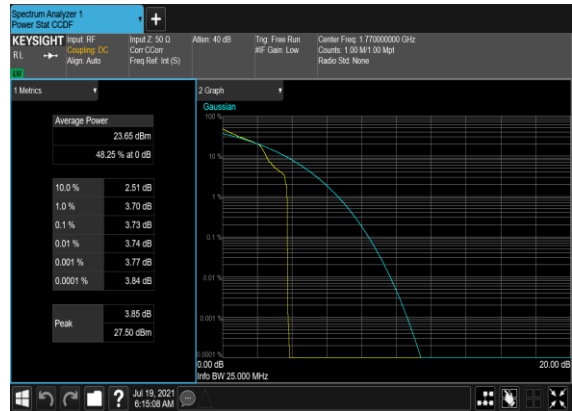 Spectrum Analyzer 1
Power Stat CCDF
KEYSIGHT
RL
LV
Input: RF
Coupling: DC
Align: Auto
Input Z: 50 Ω
Corr CCorr
Freq Ref: Int (S)
Atten: 40 dB
Trig: Free Run
#IF Gain: Low
Center Freq: 1.770000000 GHz
Counts: 1.00 M/1.00 Mpt
Radio Std: None
1 Metrics
Average Power
23.65 dBm
48.25 % at 0 dB
10.0 % 2.51 dB
1.0 % 3.70 dB
0.1 % 3.73 dB
0.01 % 3.74 dB
0.001 % 3.77 dB
0.0001 % 3.84 dB
Peak
3.85 dB
27.50 dBm
2 Graph
Gaussian
100 %
10 %
1 %
0.1 %
0.01 %
0.001 %
0.0001 %
0.00 dB 20.00 dB
Info BW 25.000 MHz
?
Jul 19, 2021
6:15:08 AM